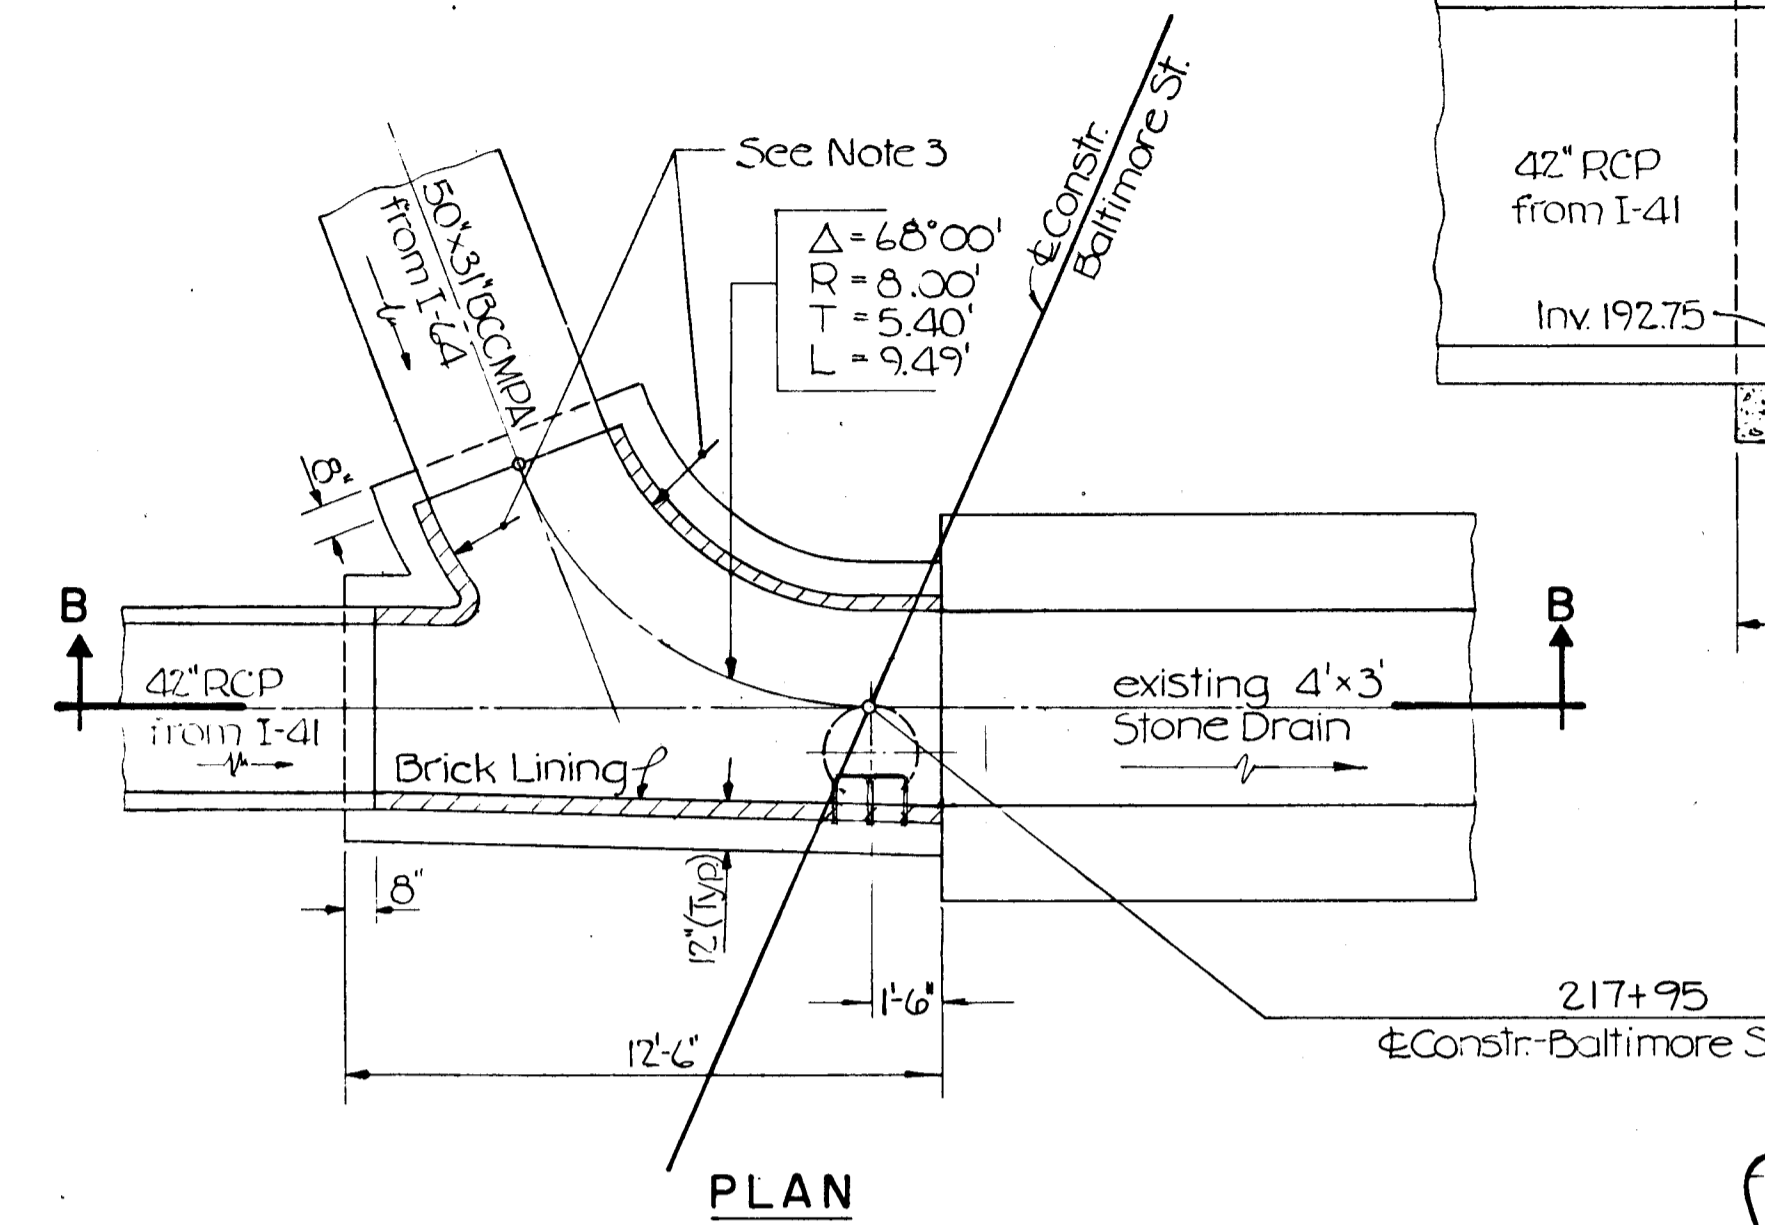 See Note 3
℄ Constr.
Baltimore St.
50"x31" BCCMPA
from I-6A
Δ = 68°00'
R = 8.00'
T = 5.40'
L = 9.49'
42" RCP
from I-41
Inv. 192.75
8"
B
B
42" RCP
from I-41
existing 4'x3'
Stone Drain
Brick Lining
8"
12" (Typ.)
1'-6"
12'-6"
217+95
℄ Constr.-Baltimore S
PLAN